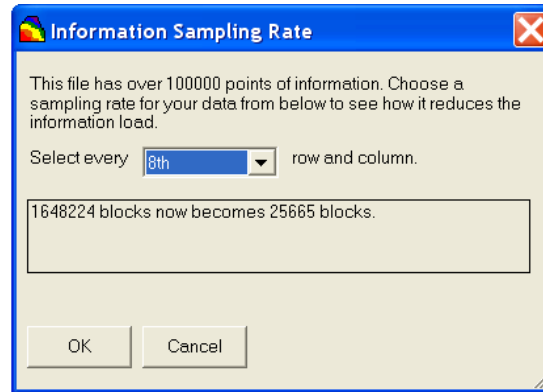 Information Sampling Rate
This file has over 100000 points of information. Choose a
sampling rate for your data from below to see how it reduces the
information load.
Select every 8th row and column.
1648224 blocks now becomes 25665 blocks.
OK Cancel